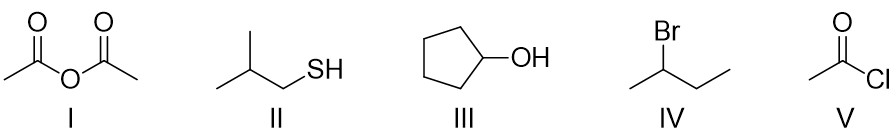 O O O I
SH II
OH III
Br IV
O Cl V